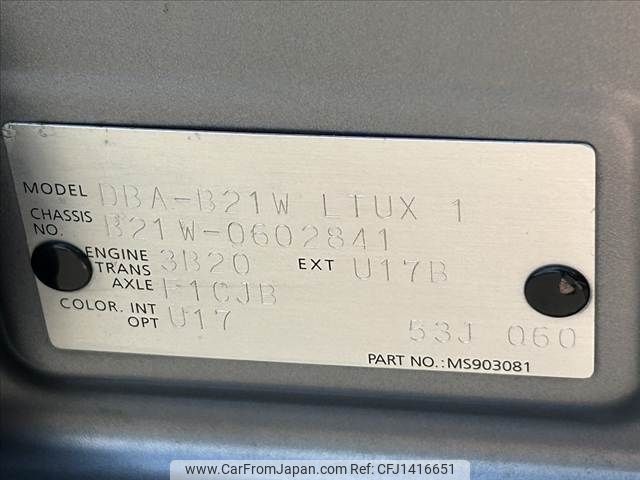 MODEL DBA-B21W LTUX 1
CHASSIS NO. B21W-0602841
ENGINE 3B20 EXT U17B
TRANS AXLE F1CJB
COLOR. INT U17
OPT 53J 060
PART NO.:MS903081
www.CarFromJapan.com CFJ1416651